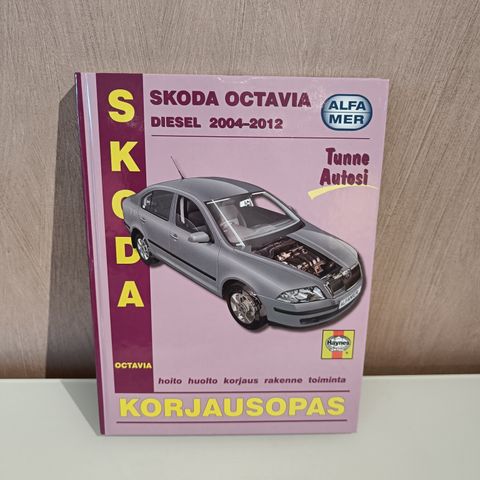 SKODA
SKODA OCTAVIA
DIESEL 2004–2012
ALFA
MER
Tunne
Autosi
Haynes
OCTAVIA
hoito huolto korjaus rakenne toiminta
KORJAUSOPAS